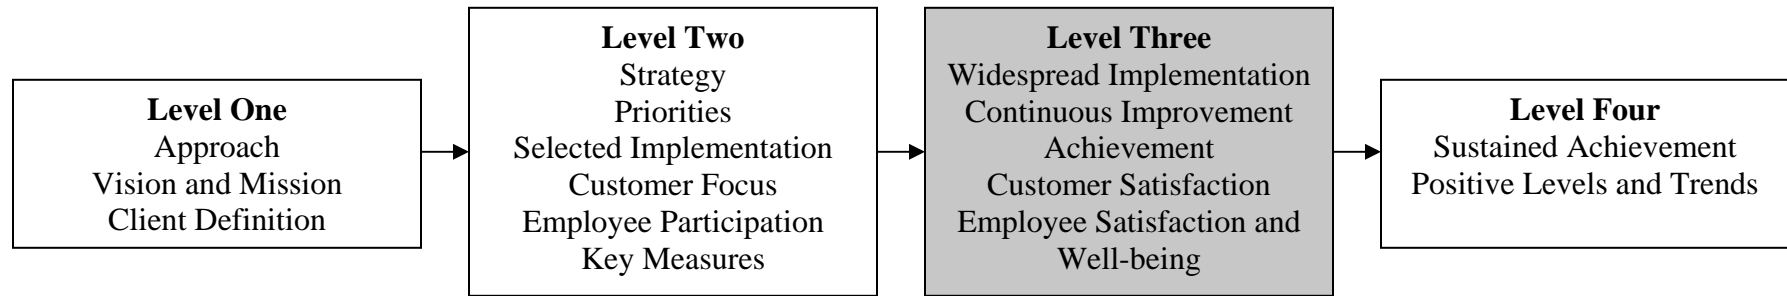 Level One
Approach
Vision and Mission
Client Definition
Level Two
Strategy
Priorities
Selected Implementation
Customer Focus
Employee Participation
Key Measures
Level Three
Widespread Implementation
Continuous Improvement
Achievement
Customer Satisfaction
Employee Satisfaction and
Well-being
Level Four
Sustained Achievement
Positive Levels and Trends